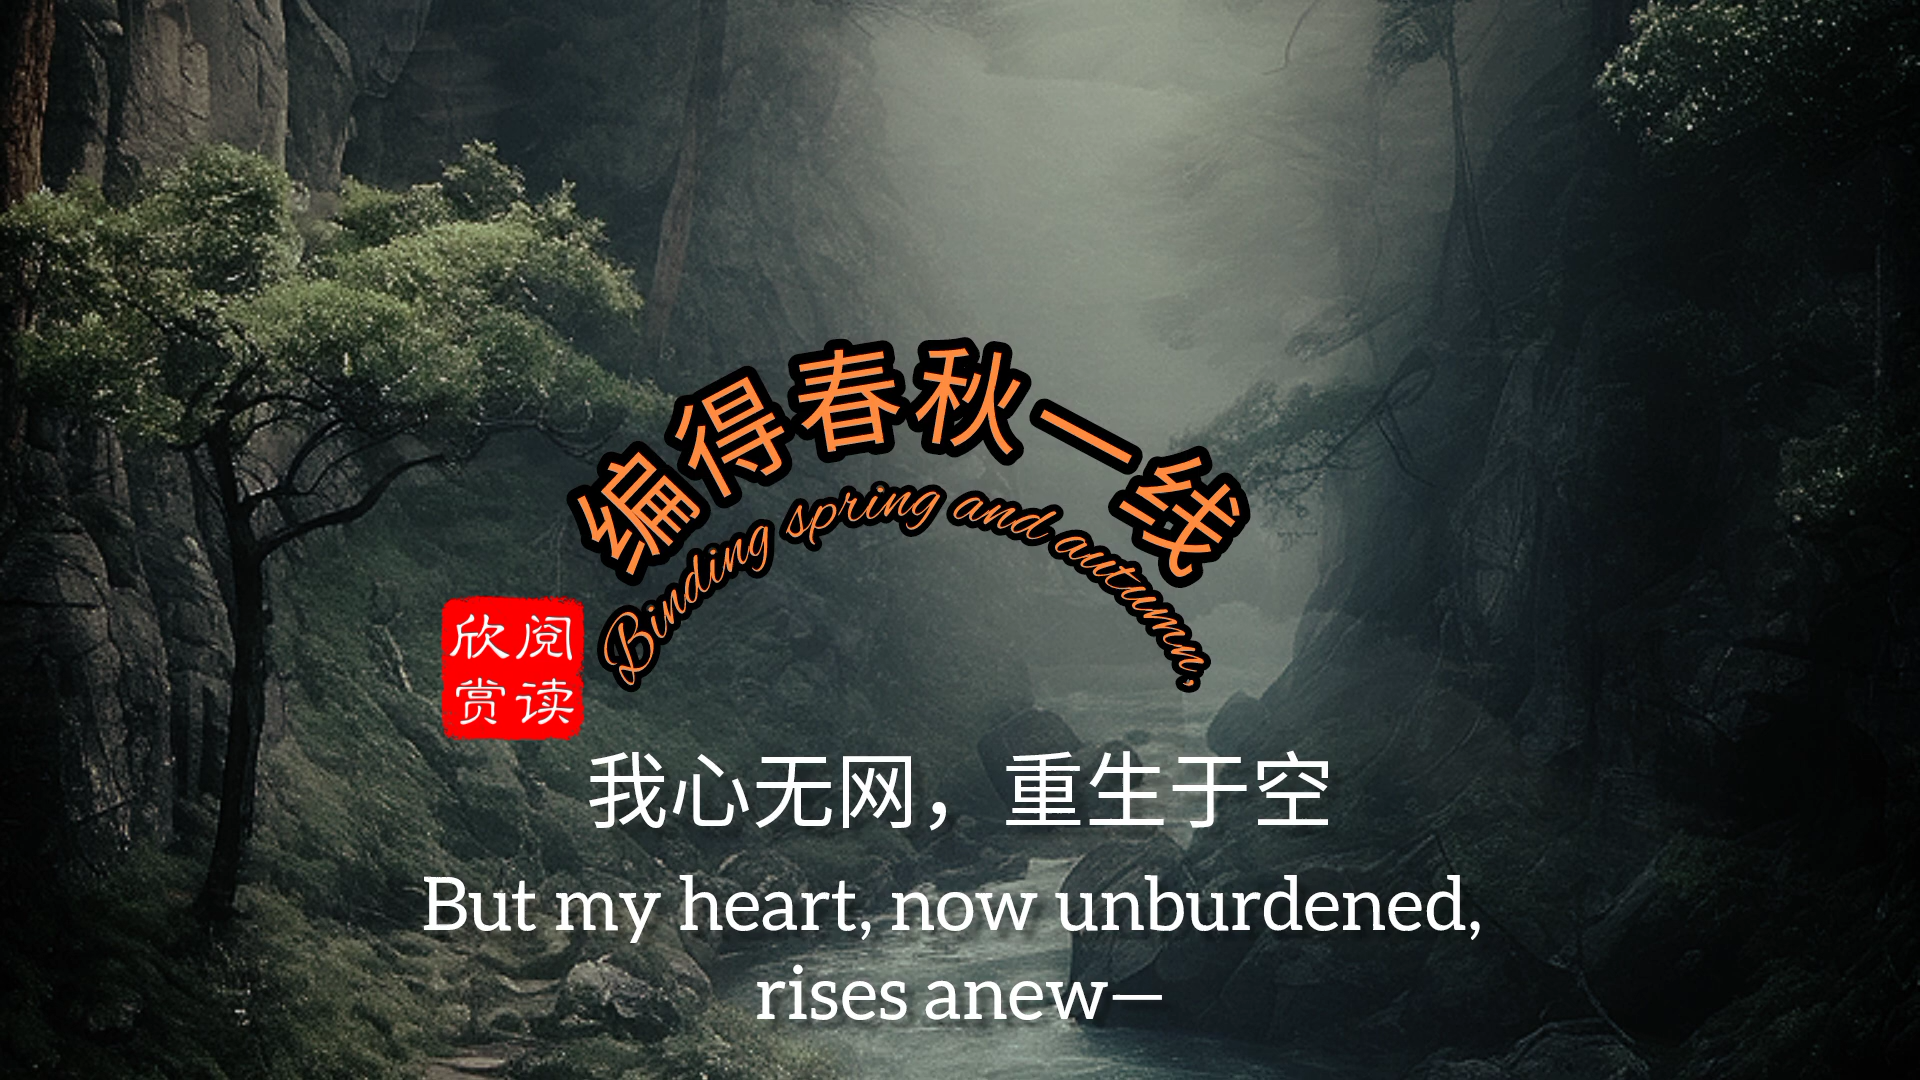 编得春秋一线
Binding spring and autumn,
欣阅
赏读
我心无网，重生于空
But my heart, now unburdened,
rises anew—